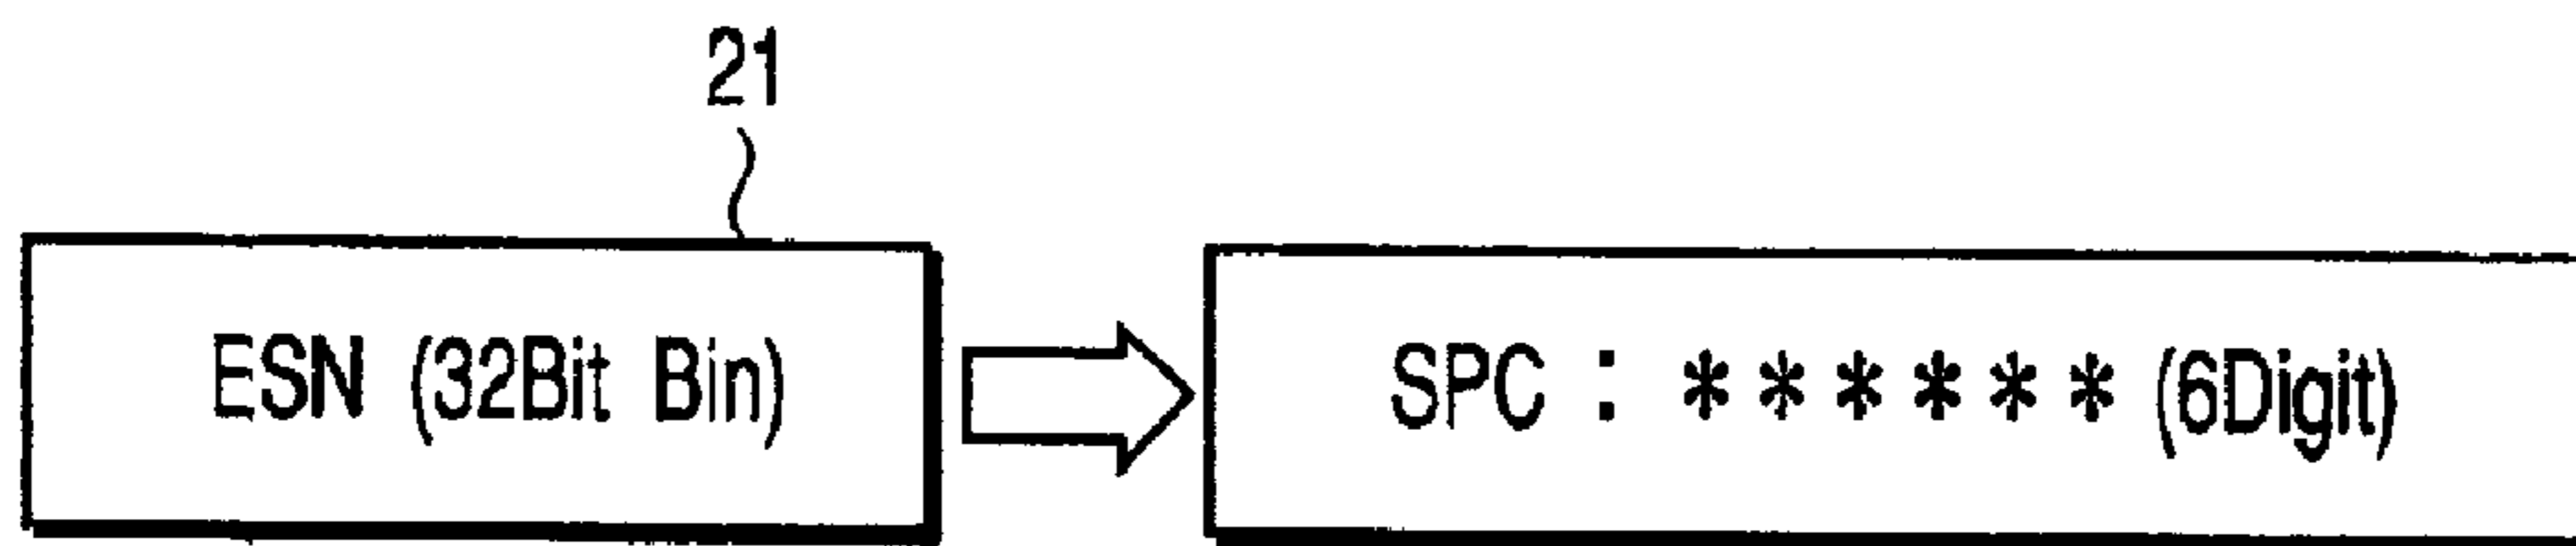 21
ESN (32Bit Bin)
SPC : ****** (6Digit)